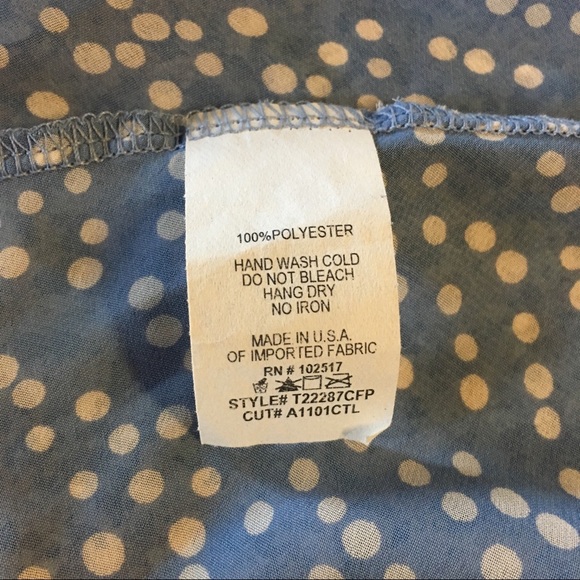 100%POLYESTER
HAND WASH COLD
DO NOT BLEACH
HANG DRY
NO IRON
MADE IN U.S.A.
OF IMPORTED FABRIC
RN # 102517
STYLE# T22287CFP
CUT# A1101CTL